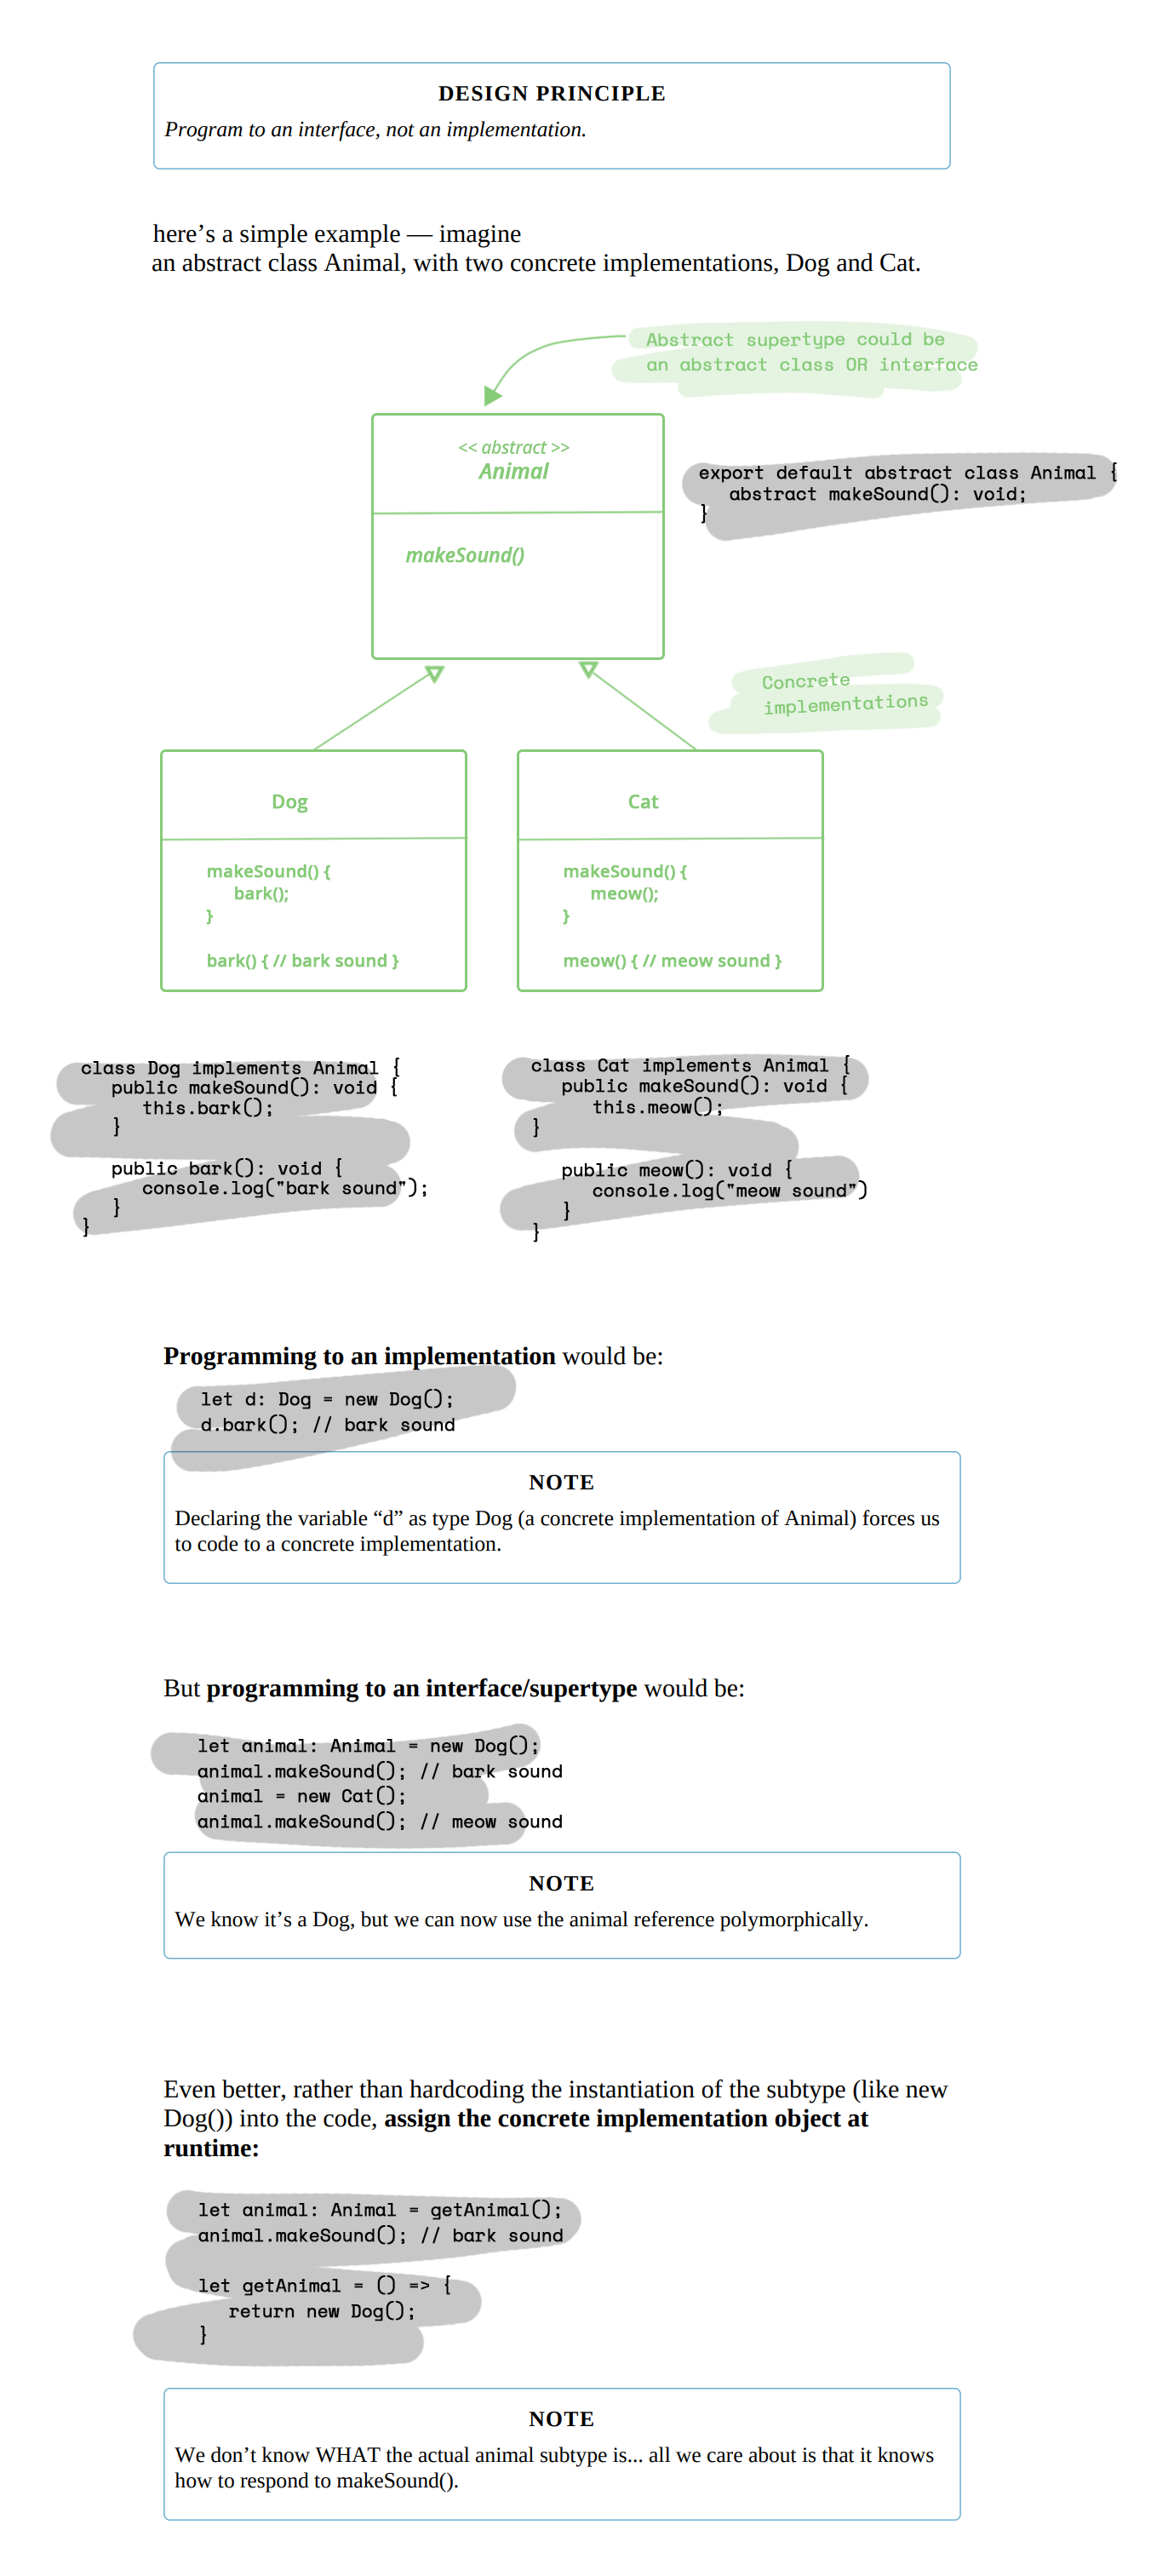 DESIGN PRINCIPLE
Program to an interface, not an implementation.
here’s a simple example — imagine
an abstract class Animal, with two concrete implementations, Dog and Cat.
Abstract supertype could be
an abstract class OR interface
<< abstract >>
Animal
makeSound()
export default abstract class Animal {
abstract makeSound(): void;
}
Concrete
implementations
Dog
makeSound() {
bark();
}
bark() { // bark sound }
Cat
makeSound() {
meow();
}
meow() { // meow sound }
class Dog implements Animal {
public makeSound(): void {
this.bark();
}
public bark(): void {
console.log("bark sound");
}
}
class Cat implements Animal {
public makeSound(): void {
this.meow();
}
public meow(): void {
console.log("meow sound")
}
}
Programming to an implementation would be:
let d: Dog = new Dog();
d.bark(); // bark sound
NOTE
Declaring the variable “d” as type Dog (a concrete implementation of Animal) forces us
to code to a concrete implementation.
But programming to an interface/supertype would be:
let animal: Animal = new Dog();
animal.makeSound(); // bark sound
animal = new Cat();
animal.makeSound(); // meow sound
NOTE
We know it’s a Dog, but we can now use the animal reference polymorphically.
Even better, rather than hardcoding the instantiation of the subtype (like new
Dog()) into the code, assign the concrete implementation object at
runtime:
let animal: Animal = getAnimal();
animal.makeSound(); // bark sound
let getAnimal = () => {
return new Dog();
}
NOTE
We don’t know WHAT the actual animal subtype is... all we care about is that it knows
how to respond to makeSound().